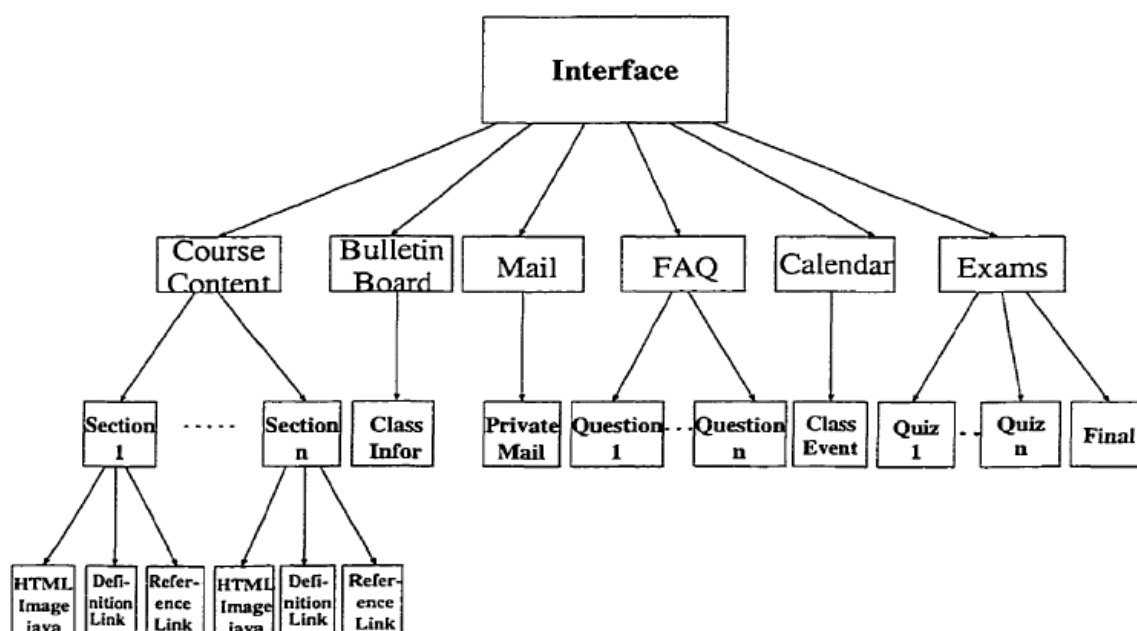 Interface
Course
Content
Bulletin
Board
Mail
FAQ
Calendar
Exams
Section
1
.....
Section
n
Class
Infor
Private
Mail
Question
1
...
Question
n
Class
Event
Quiz
1
..
Quiz
n
Final
HTML
Image
java
Defi-
nition
Link
Refer-
ence
Link
HTML
Image
java
Defi-
nition
Link
Refer-
ence
Link